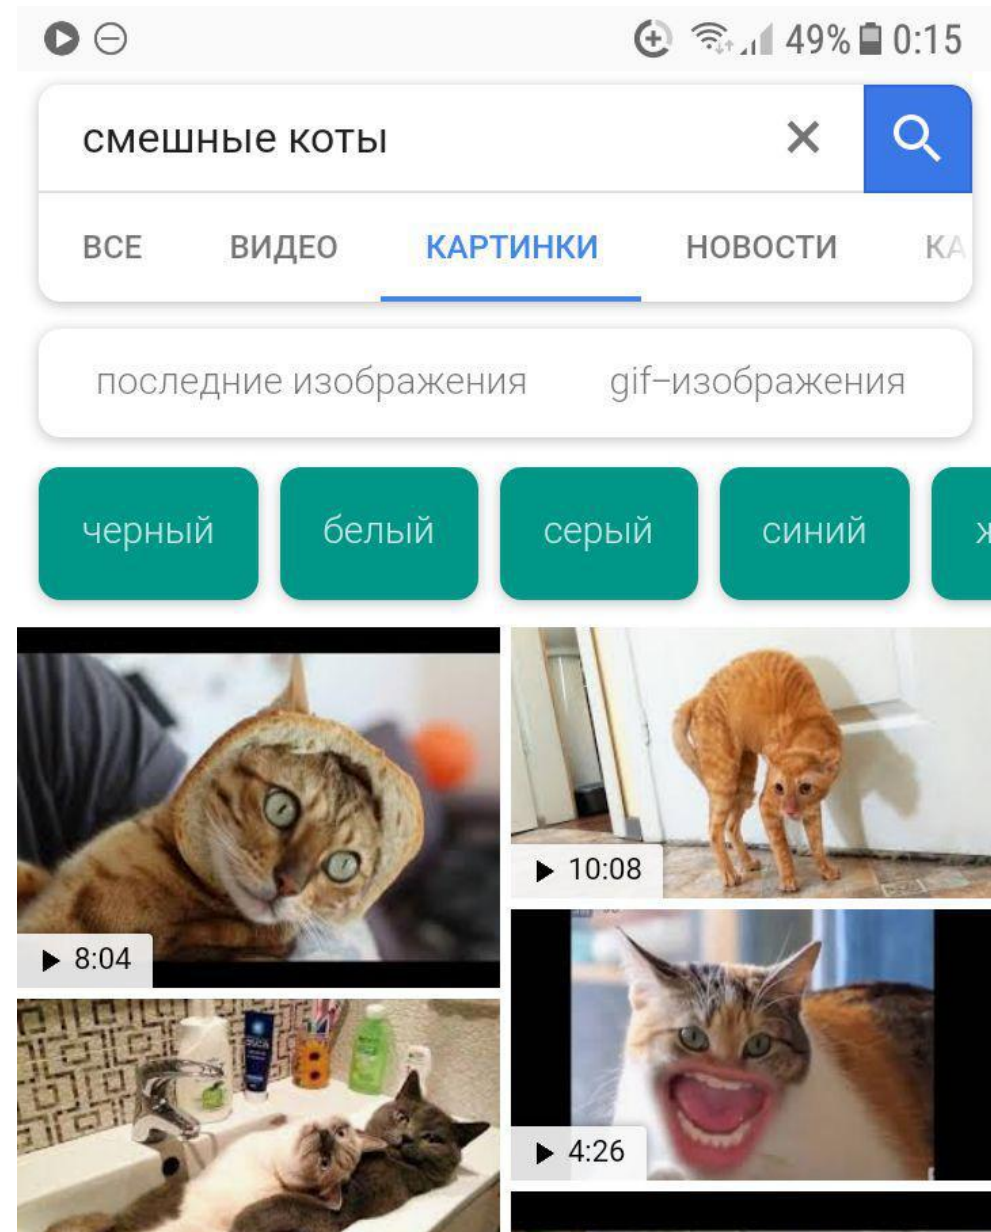 49% 0:15
смешные коты
ВСЕ ВИДЕО КАРТИНКИ НОВОСТИ КА
последние изображения gif-изображения
черный белый серый синий ж
10:08
8:04
4:26